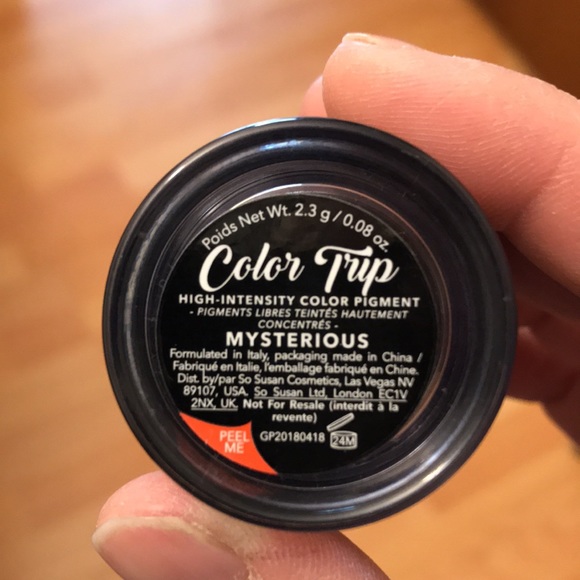 Poids Net Wt. 2.3 g / 0.08 oz.
Color Trip
HIGH-INTENSITY COLOR PIGMENT
- PIGMENTS LIBRES TEINTÉS HAUTEMENT
CONCENTRÉS -
MYSTERIOUS
Formulated in Italy, packaging made in China /
Fabriqué en Italie, l'emballage fabriqué en Chine.
Dist. by/par So Susan Cosmetics, Las Vegas NV
89107, USA. So Susan Ltd, London EC1V
2NX, UK. Not For Resale (interdit à la
revente)
PEEL
ME
GP20180418
24M